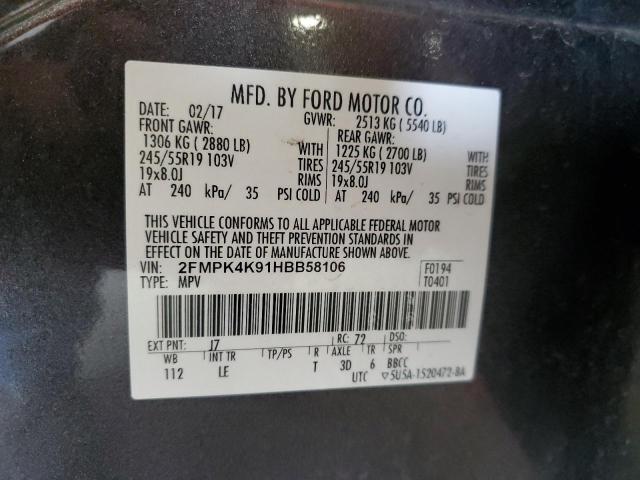 MFD. BY FORD MOTOR CO.
DATE: 02/17 GVWR: 2513 KG ( 5540 LB)
FRONT GAWR: REAR GAWR:
1306 KG ( 2880 LB) WITH 1225 KG ( 2700 LB) WITH
245/55R19 103V TIRES 245/55R19 103V TIRES
19x8.0J RIMS 19x8.0J RIMS
AT 240 kPa/ 35 PSI COLD AT 240 kPa/ 35 PSI COLD
THIS VEHICLE CONFORMS TO ALL APPLICABLE FEDERAL MOTOR
VEHICLE SAFETY AND THEFT PREVENTION STANDARDS IN
EFFECT ON THE DATE OF MANUFACTURE SHOWN ABOVE.
VIN: 2FMPK4K91HBB58106 F0194
TYPE: MPV T0401
EXT PNT: J7 RC: 72 DSO:
WB INT TR TP/PS R AXLE TR SPR
112 LE T 3D 6 BBCC
UTC ▽5U5A-1520472-BA